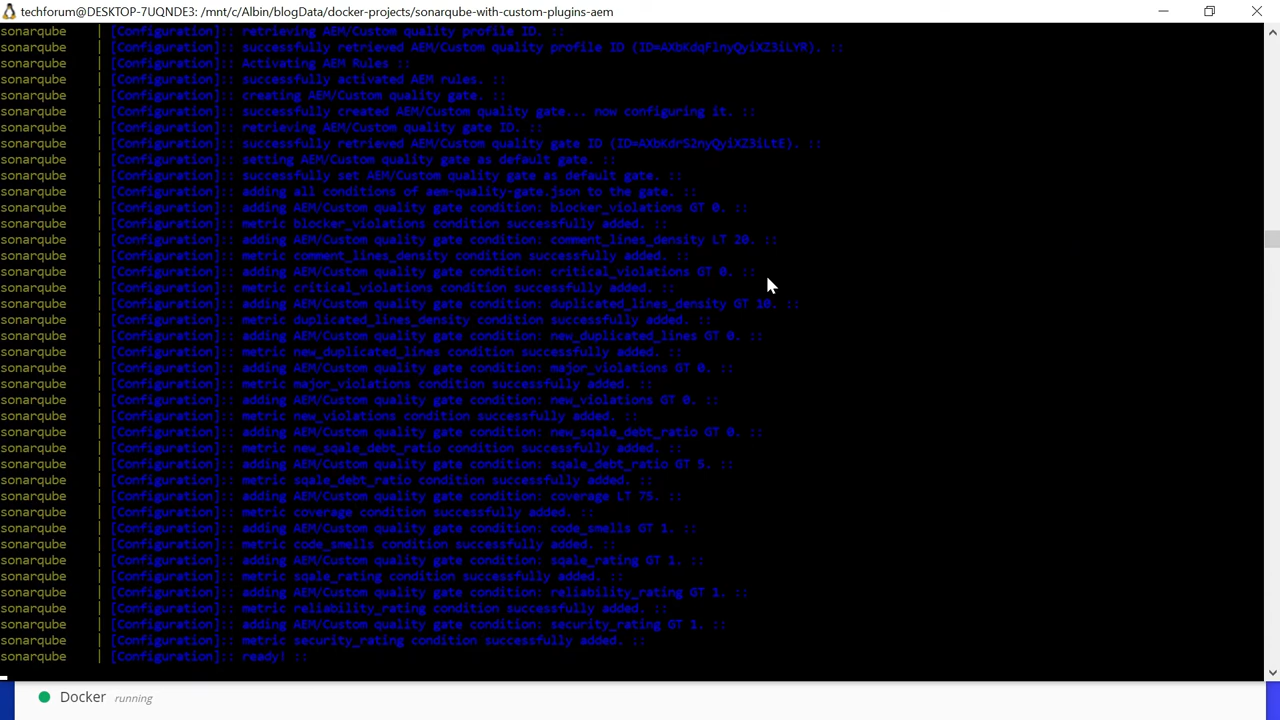 techforum@DESKTOP-7UQNDE3: /mnt/c/Albin/blogData/docker-projects/sonarqube-with-custom-plugins-aem
sonarqube | [Configuration]:: retrieving AEM/Custom quality profile ID. ::
sonarqube | [Configuration]:: successfully retrieved AEM/Custom quality profile ID (ID=AXbKdqFlnyQyiXZ3iLYR). ::
sonarqube | [Configuration]:: Activating AEM Rules ::
sonarqube | [Configuration]:: successfully activated AEM rules. ::
sonarqube | [Configuration]:: creating AEM/Custom quality gate. ::
sonarqube | [Configuration]:: successfully created AEM/Custom quality gate... now configuring it. ::
sonarqube | [Configuration]:: retrieving AEM/Custom quality gate ID. ::
sonarqube | [Configuration]:: successfully retrieved AEM/Custom quality gate ID (ID=AXbKdrS2nyQyiXZ3iLtE). ::
sonarqube | [Configuration]:: setting AEM/Custom quality gate as default gate. ::
sonarqube | [Configuration]:: successfully set AEM/Custom quality gate as default gate. ::
sonarqube | [Configuration]:: adding all conditions of aem-quality-gate.json to the gate. ::
sonarqube | [Configuration]:: adding AEM/Custom quality gate condition: blocker_violations GT 0. ::
sonarqube | [Configuration]:: metric blocker_violations condition successfully added. ::
sonarqube | [Configuration]:: adding AEM/Custom quality gate condition: comment_lines_density LT 20. ::
sonarqube | [Configuration]:: metric comment_lines_density condition successfully added. ::
sonarqube | [Configuration]:: adding AEM/Custom quality gate condition: critical_violations GT 0. ::
sonarqube | [Configuration]:: metric critical_violations condition successfully added. ::
sonarqube | [Configuration]:: adding AEM/Custom quality gate condition: duplicated_lines_density GT 10. ::
sonarqube | [Configuration]:: metric duplicated_lines_density condition successfully added. ::
sonarqube | [Configuration]:: adding AEM/Custom quality gate condition: new_duplicated_lines GT 0. ::
sonarqube | [Configuration]:: metric new_duplicated_lines condition successfully added. ::
sonarqube | [Configuration]:: adding AEM/Custom quality gate condition: major_violations GT 0. ::
sonarqube | [Configuration]:: metric major_violations condition successfully added. ::
sonarqube | [Configuration]:: adding AEM/Custom quality gate condition: new_violations GT 0. ::
sonarqube | [Configuration]:: metric new_violations condition successfully added. ::
sonarqube | [Configuration]:: adding AEM/Custom quality gate condition: new_sqale_debt_ratio GT 0. ::
sonarqube | [Configuration]:: metric new_sqale_debt_ratio condition successfully added. ::
sonarqube | [Configuration]:: adding AEM/Custom quality gate condition: sqale_debt_ratio GT 5. ::
sonarqube | [Configuration]:: metric sqale_debt_ratio condition successfully added. ::
sonarqube | [Configuration]:: adding AEM/Custom quality gate condition: coverage LT 75. ::
sonarqube | [Configuration]:: metric coverage condition successfully added. ::
sonarqube | [Configuration]:: adding AEM/Custom quality gate condition: code_smells GT 1. ::
sonarqube | [Configuration]:: metric code_smells condition successfully added. ::
sonarqube | [Configuration]:: adding AEM/Custom quality gate condition: sqale_rating GT 1. ::
sonarqube | [Configuration]:: metric sqale_rating condition successfully added. ::
sonarqube | [Configuration]:: adding AEM/Custom quality gate condition: reliability_rating GT 1. ::
sonarqube | [Configuration]:: metric reliability_rating condition successfully added. ::
sonarqube | [Configuration]:: adding AEM/Custom quality gate condition: security_rating GT 1. ::
sonarqube | [Configuration]:: metric security_rating condition successfully added. ::
sonarqube | [Configuration]:: ready! ::
Docker running